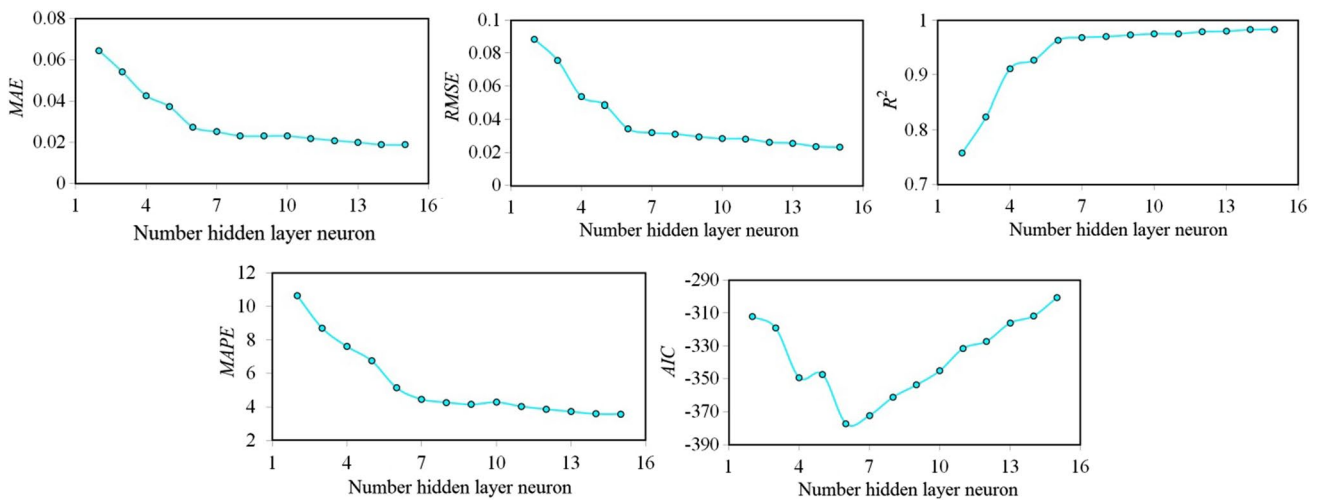 MAE
0.08
0.06
0.04
0.02
0
1 4 7 10 13 16
Number hidden layer neuron
RMSE
0.1
0.08
0.06
0.04
0.02
0
1 4 7 10 13 16
Number hidden layer neuron
R²
1
0.9
0.8
0.7
1 4 7 10 13 16
Number hidden layer neuron
MAPE
12
10
8
6
4
2
1 4 7 10 13 16
Number hidden layer neuron
AIC
-290
-310
-330
-350
-370
-390
1 4 7 10 13 16
Number hidden layer neuron